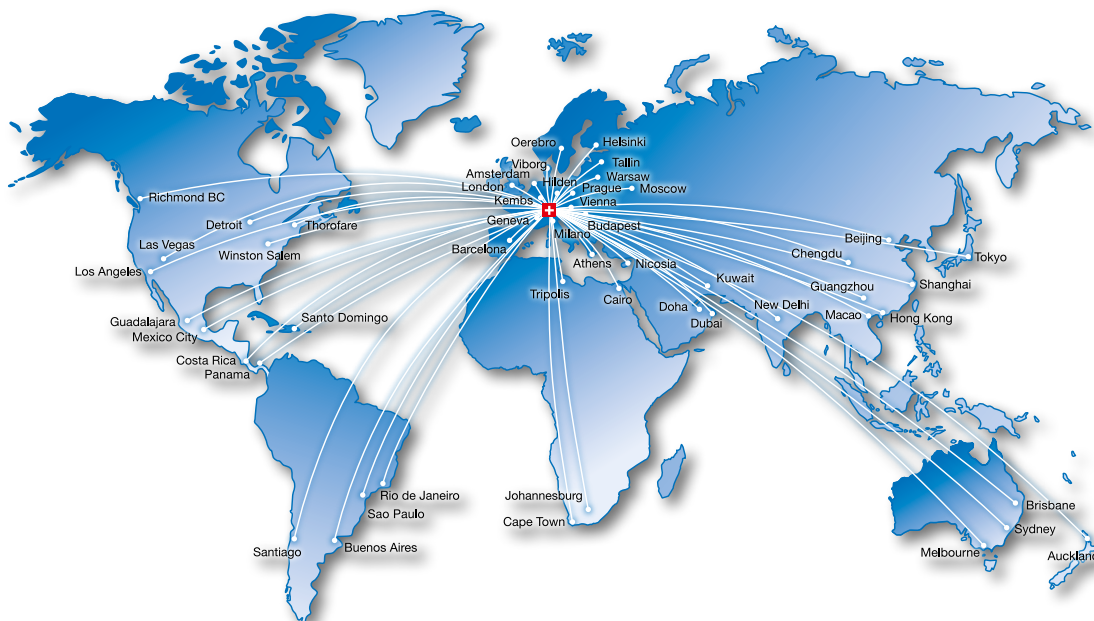 Oerebro
Helsinki
Viborg
Tallin
Amsterdam
Hilden
Warsaw
London
Prague
Moscow
Richmond BC
Kembs
Vienna
Detroit
Thorofare
Geneva
Budapest
Milano
Las Vegas
Winston Salem
Barcelona
Beijing
Los Angeles
Athens
Nicosia
Chengdu
Tokyo
Tripolis
Cairo
Kuwait
Guangzhou
Shanghai
Guadalajara
Santo Domingo
Doha
New Delhi
Mexico City
Dubai
Macao
Hong Kong
Costa Rica
Panama
Rio de Janeiro
Johannesburg
Sao Paulo
Cape Town
Brisbane
Santiago
Buenos Aires
Sydney
Melbourne
Auckland